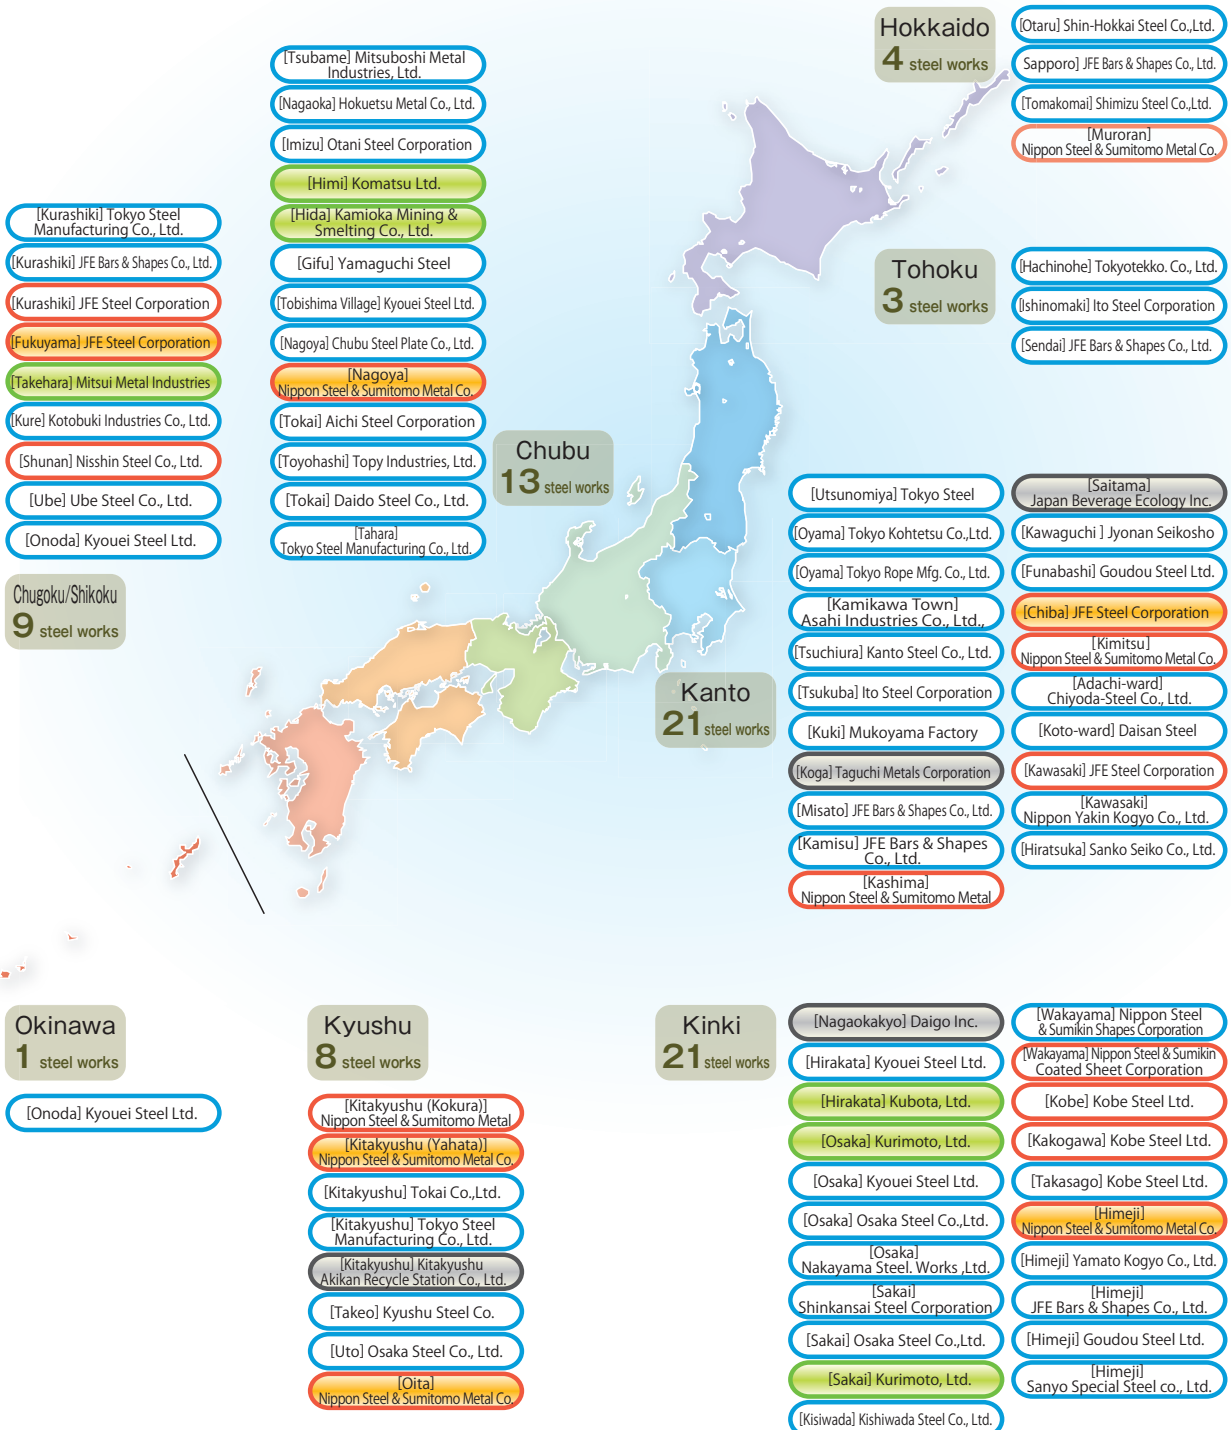 Hokkaido
4 steel works
[Otaru] Shin-Hokkai Steel Co.,Ltd.
Sapporo] JFE Bars & Shapes Co., Ltd.
[Tomakomai] Shimizu Steel Co.,Ltd.
[Muroran]
Nippon Steel & Sumitomo Metal Co.
Tohoku
3 steel works
[Hachinohe] Tokyotekko. Co., Ltd.
[Ishinomaki] Ito Steel Corporation
[Sendai] JFE Bars & Shapes Co., Ltd.
[Tsubame] Mitsuboshi Metal
Industries, Ltd.
[Nagaoka] Hokuetsu Metal Co., Ltd.
[Imizu] Otani Steel Corporation
[Himi] Komatsu Ltd.
[Hida] Kamioka Mining &
Smelting Co., Ltd.
[Gifu] Yamaguchi Steel
[Tobishima Village] Kyouei Steel Ltd.
[Nagoya] Chubu Steel Plate Co., Ltd.
[Nagoya]
Nippon Steel & Sumitomo Metal Co.
[Tokai] Aichi Steel Corporation
[Toyohashi] Topy Industries, Ltd.
[Tokai] Daido Steel Co., Ltd.
[Tahara]
Tokyo Steel Manufacturing Co., Ltd.
Chubu
13 steel works
[Kurashiki] Tokyo Steel
Manufacturing Co., Ltd.
[Kurashiki] JFE Bars & Shapes Co., Ltd.
[Kurashiki] JFE Steel Corporation
[Fukuyama] JFE Steel Corporation
[Takehara] Mitsui Metal Industries
[Kure] Kotobuki Industries Co., Ltd.
[Shunan] Nisshin Steel Co., Ltd.
[Ube] Ube Steel Co., Ltd.
[Onoda] Kyouei Steel Ltd.
Chugoku/Shikoku
9 steel works
Kanto
21 steel works
[Utsunomiya] Tokyo Steel
[Oyama] Tokyo Kohtetsu Co.,Ltd.
[Oyama] Tokyo Rope Mfg. Co., Ltd.
[Kamikawa Town]
Asahi Industries Co., Ltd.,
[Tsuchiura] Kanto Steel Co., Ltd.
[Tsukuba] Ito Steel Corporation
[Kuki] Mukoyama Factory
[Koga] Taguchi Metals Corporation
[Misato] JFE Bars & Shapes Co., Ltd.
[Kamisu] JFE Bars & Shapes
Co., Ltd.
[Kashima]
Nippon Steel & Sumitomo Metal
[Saitama]
Japan Beverage Ecology Inc.
[Kawaguchi ] Jyonan Seikosho
[Funabashi] Goudou Steel Ltd.
[Chiba] JFE Steel Corporation
[Kimitsu]
Nippon Steel & Sumitomo Metal Co.
[Adachi-ward]
Chiyoda-Steel Co., Ltd.
[Koto-ward] Daisan Steel
[Kawasaki] JFE Steel Corporation
[Kawasaki]
Nippon Yakin Kogyo Co., Ltd.
[Hiratsuka] Sanko Seiko Co., Ltd.
Okinawa
1 steel works
[Onoda] Kyouei Steel Ltd.
Kyushu
8 steel works
[Kitakyushu (Kokura)]
Nippon Steel & Sumitomo Metal
[Kitakyushu (Yahata)]
Nippon Steel & Sumitomo Metal Co.
[Kitakyushu] Tokai Co.,Ltd.
[Kitakyushu] Tokyo Steel
Manufacturing Co., Ltd.
[Kitakyushu] Kitakyushu
Akikan Recycle Station Co., Ltd.
[Takeo] Kyushu Steel Co.
[Uto] Osaka Steel Co., Ltd.
[Oita]
Nippon Steel & Sumitomo Metal Co.
Kinki
21 steel works
[Nagaokakyo] Daigo Inc.
[Hirakata] Kyouei Steel Ltd.
[Hirakata] Kubota, Ltd.
[Osaka] Kurimoto, Ltd.
[Osaka] Kyouei Steel Ltd.
[Osaka] Osaka Steel Co.,Ltd.
[Osaka]
Nakayama Steel. Works ,Ltd.
[Sakai]
Shinkansai Steel Corporation
[Sakai] Osaka Steel Co.,Ltd.
[Sakai] Kurimoto, Ltd.
[Kisiwada] Kishiwada Steel Co., Ltd.
[Wakayama] Nippon Steel
& Sumikin Shapes Corporation
[Wakayama] Nippon Steel & Sumikin
Coated Sheet Corporation
[Kobe] Kobe Steel Ltd.
[Kakogawa] Kobe Steel Ltd.
[Takasago] Kobe Steel Ltd.
[Himeji]
Nippon Steel & Sumitomo Metal Co.
[Himeji] Yamato Kogyo Co., Ltd.
[Himeji]
JFE Bars & Shapes Co., Ltd.
[Himeji] Goudou Steel Ltd.
[Himeji]
Sanyo Special Steel co., Ltd.